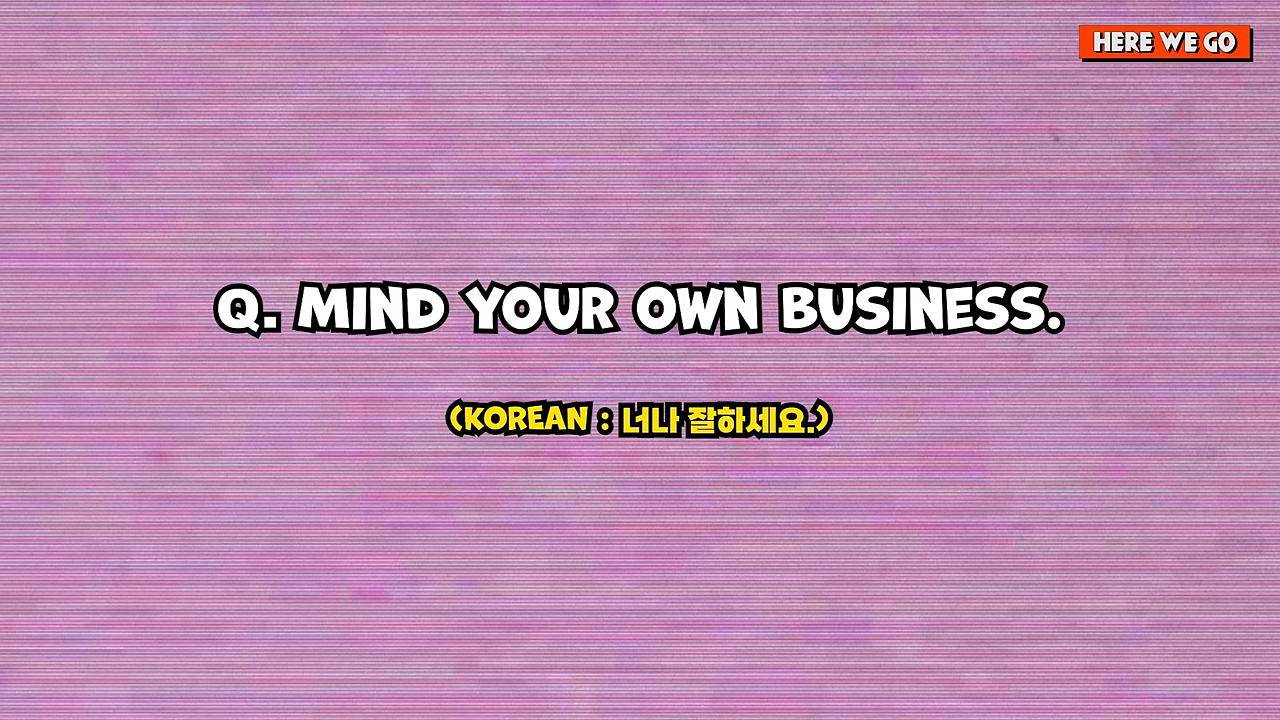 HERE WE GO
Q. MIND YOUR OWN BUSINESS.
(KOREAN : 너나 잘하세요.)